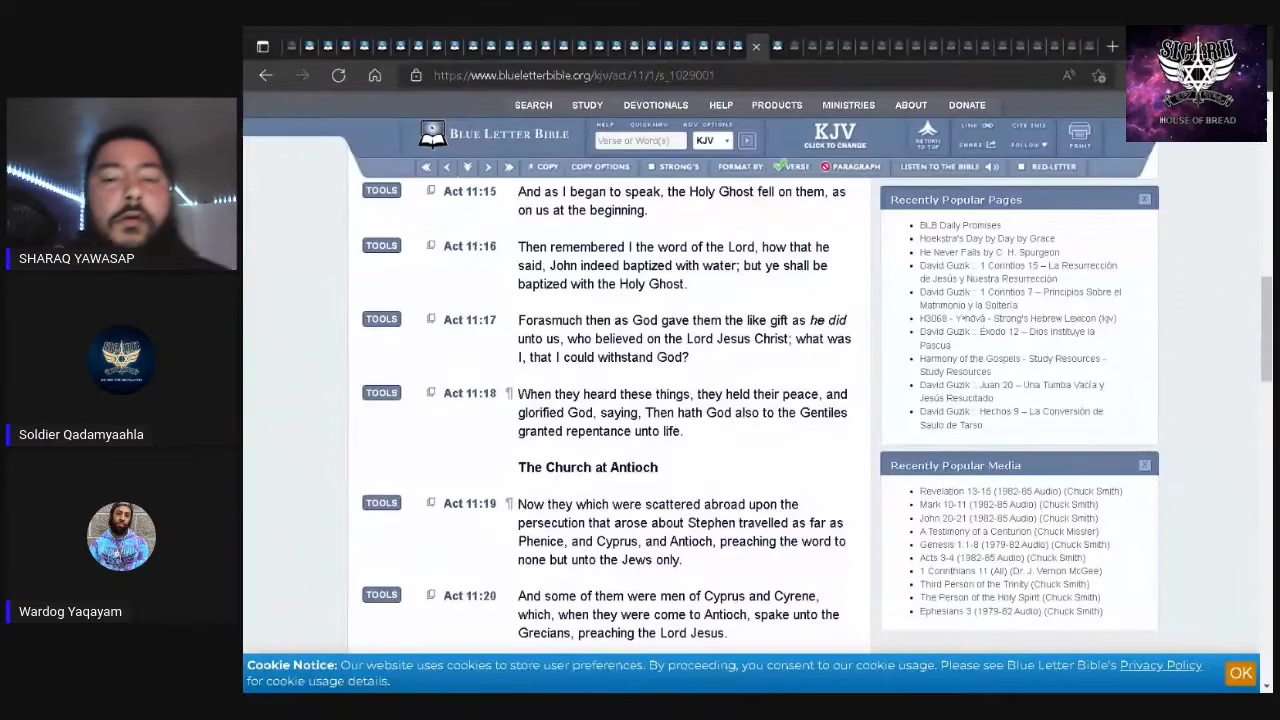 https://www.blueletterbible.org/kjv/act/11/1/s_1029001
SICARII
HOUSE OF BREAD
SEARCH STUDY DEVOTIONALS HELP PRODUCTS MINISTRIES ABOUT DONATE
BLUE LETTER BIBLE
HELP QUICKNAV ADV. OPTIONS
Verse or Word(s) KJV
KJV
CLICK TO CHANGE
RETURN
TO TOP
LINK CITE THIS
SHARE FOLLOW
PRINT
COPY COPY OPTIONS STRONG'S FORMAT BY VERSE PARAGRAPH LISTEN TO THE BIBLE RED-LETTER
SHARAQ YAWASAP
Soldier Qadamyaahla
Wardog Yaqayam
TOOLS Act 11:15 And as I began to speak, the Holy Ghost fell on them, as
on us at the beginning.
TOOLS Act 11:16 Then remembered I the word of the Lord, how that he
said, John indeed baptized with water; but ye shall be
baptized with the Holy Ghost.
TOOLS Act 11:17 Forasmuch then as God gave them the like gift as he did
unto us, who believed on the Lord Jesus Christ; what was
I, that I could withstand God?
TOOLS Act 11:18 ¶ When they heard these things, they held their peace, and
glorified God, saying, Then hath God also to the Gentiles
granted repentance unto life.
The Church at Antioch
TOOLS Act 11:19 ¶ Now they which were scattered abroad upon the
persecution that arose about Stephen travelled as far as
Phenice, and Cyprus, and Antioch, preaching the word to
none but unto the Jews only.
TOOLS Act 11:20 And some of them were men of Cyprus and Cyrene,
which, when they were come to Antioch, spake unto the
Grecians, preaching the Lord Jesus.
Recently Popular Pages
BLB Daily Promises
Hoekstra's Day by Day by Grace
He Never Fails by C. H. Spurgeon
David Guzik :: 1 Corintios 15 – La Resurrección
de Jesús y Nuestra Resurrección
David Guzik :: 1 Corintios 7 – Principios Sobre el
Matrimonio y la Soltería
H3068 - Yᵊhōvâ - Strong's Hebrew Lexicon (kjv)
David Guzik :: Éxodo 12 – Dios Instituye la
Pascua
Harmony of the Gospels - Study Resources -
Study Resources
David Guzik :: Juan 20 – Una Tumba Vacía y
Jesús Resucitado
David Guzik :: Hechos 9 – La Conversión de
Saulo de Tarso
Recently Popular Media
Revelation 13-15 (1982-85 Audio) (Chuck Smith)
Mark 10-11 (1982-85 Audio) (Chuck Smith)
John 20-21 (1982-85 Audio) (Chuck Smith)
A Testimony of a Centurion (Chuck Missler)
Genesis 1:1-8 (1979-82 Audio) (Chuck Smith)
Acts 3-4 (1982-85 Audio) (Chuck Smith)
1 Corinthians 11 (All) (Dr. J. Vernon McGee)
Third Person of the Trinity (Chuck Smith)
The Person of the Holy Spirit (Chuck Smith)
Ephesians 3 (1979-82 Audio) (Chuck Smith)
Cookie Notice: Our website uses cookies to store user preferences. By proceeding, you consent to our cookie usage. Please see Blue Letter Bible's Privacy Policy
for cookie usage details.
OK